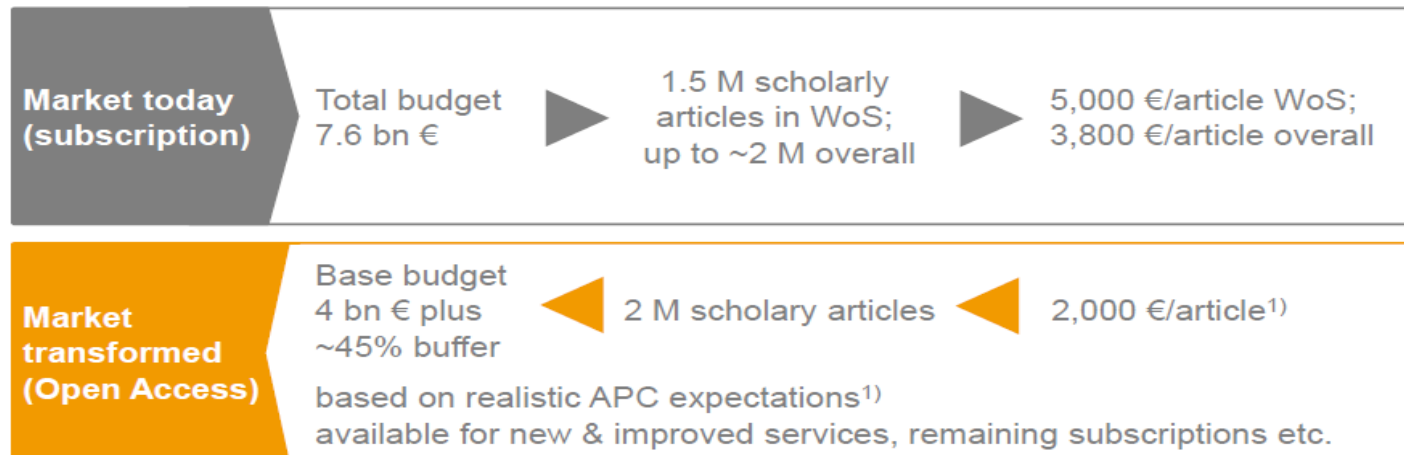 Market today
(subscription)
Total budget
7.6 bn €
1.5 M scholarly
articles in WoS;
up to ~2 M overall
5,000 €/article WoS;
3,800 €/article overall
Market
transformed
(Open Access)
Base budget
4 bn € plus
~45% buffer
2 M scholary articles
2,000 €/article1)
based on realistic APC expectations1)
available for new & improved services, remaining subscriptions etc.